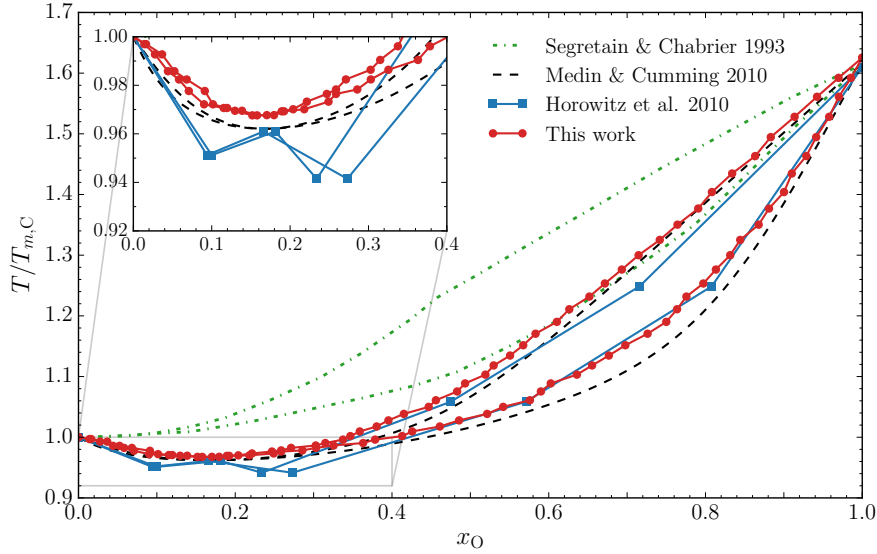 1.7
1.6
1.5
1.4
1.3
1.2
1.1
1.0
0.9
T/T_{m,C}
1.00
0.98
0.96
0.94
0.92
0.0 0.1 0.2 0.3 0.4
Segretain & Chabrier 1993
Medin & Cumming 2010
Horowitz et al. 2010
This work
0.0 0.2 0.4 0.6 0.8 1.0
x_O